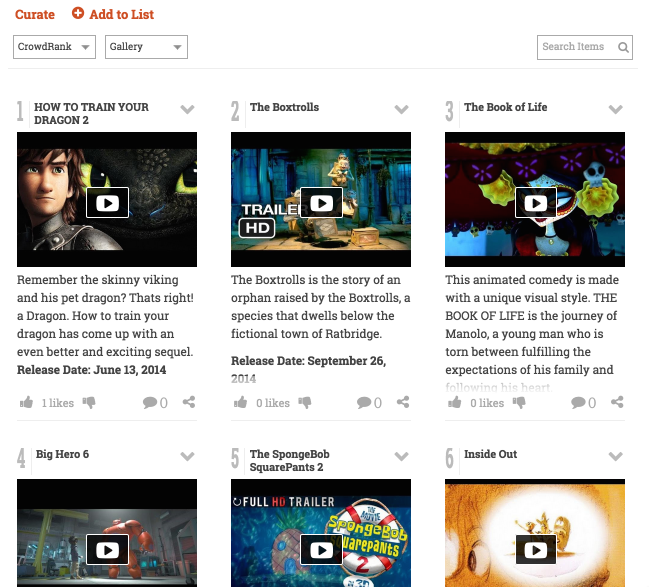 Curate Add to List
CrowdRank Gallery Search Items
1 HOW TO TRAIN YOUR
DRAGON 2
2 The Boxtrolls
3 The Book of Life
TRAILER
HD
Remember the skinny viking
and his pet dragon? Thats right!
a Dragon. How to train your
dragon has come up with an
even better and exciting sequel.
Release Date: June 13, 2014
The Boxtrolls is the story of an
orphan raised by the Boxtrolls, a
species that dwells below the
fictional town of Ratbridge.
Release Date: September 26,
2014
This animated comedy is made
with a unique visual style. THE
BOOK OF LIFE is the journey of
Manolo, a young man who is
torn between fulfilling the
expectations of his family and
following his heart.
1 likes 0
0 likes 0
0 likes 0
4 Big Hero 6
5 The SpongeBob
SquarePants 2
6 Inside Out
FULL HD TRAILER
SpongeBob
SquarePants
2